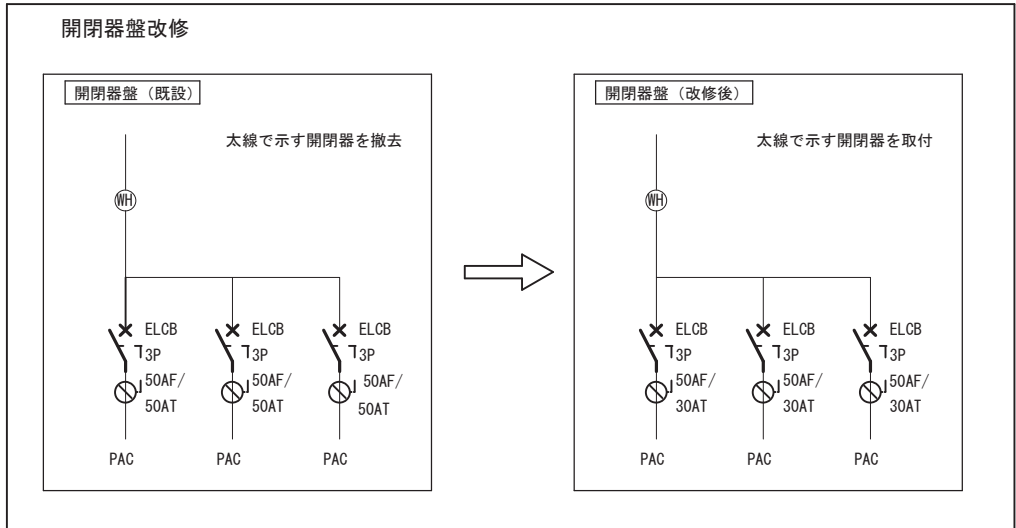 開閉器盤改修
開閉器盤（既設）
太線で示す開閉器を撤去
WH
ELCB
3P
50AF/
50AT
PAC
ELCB
3P
50AF/
50AT
PAC
ELCB
3P
50AF/
50AT
PAC
開閉器盤（改修後）
太線で示す開閉器を取付
WH
ELCB
3P
50AF/
30AT
PAC
ELCB
3P
50AF/
30AT
PAC
ELCB
3P
50AF/
30AT
PAC